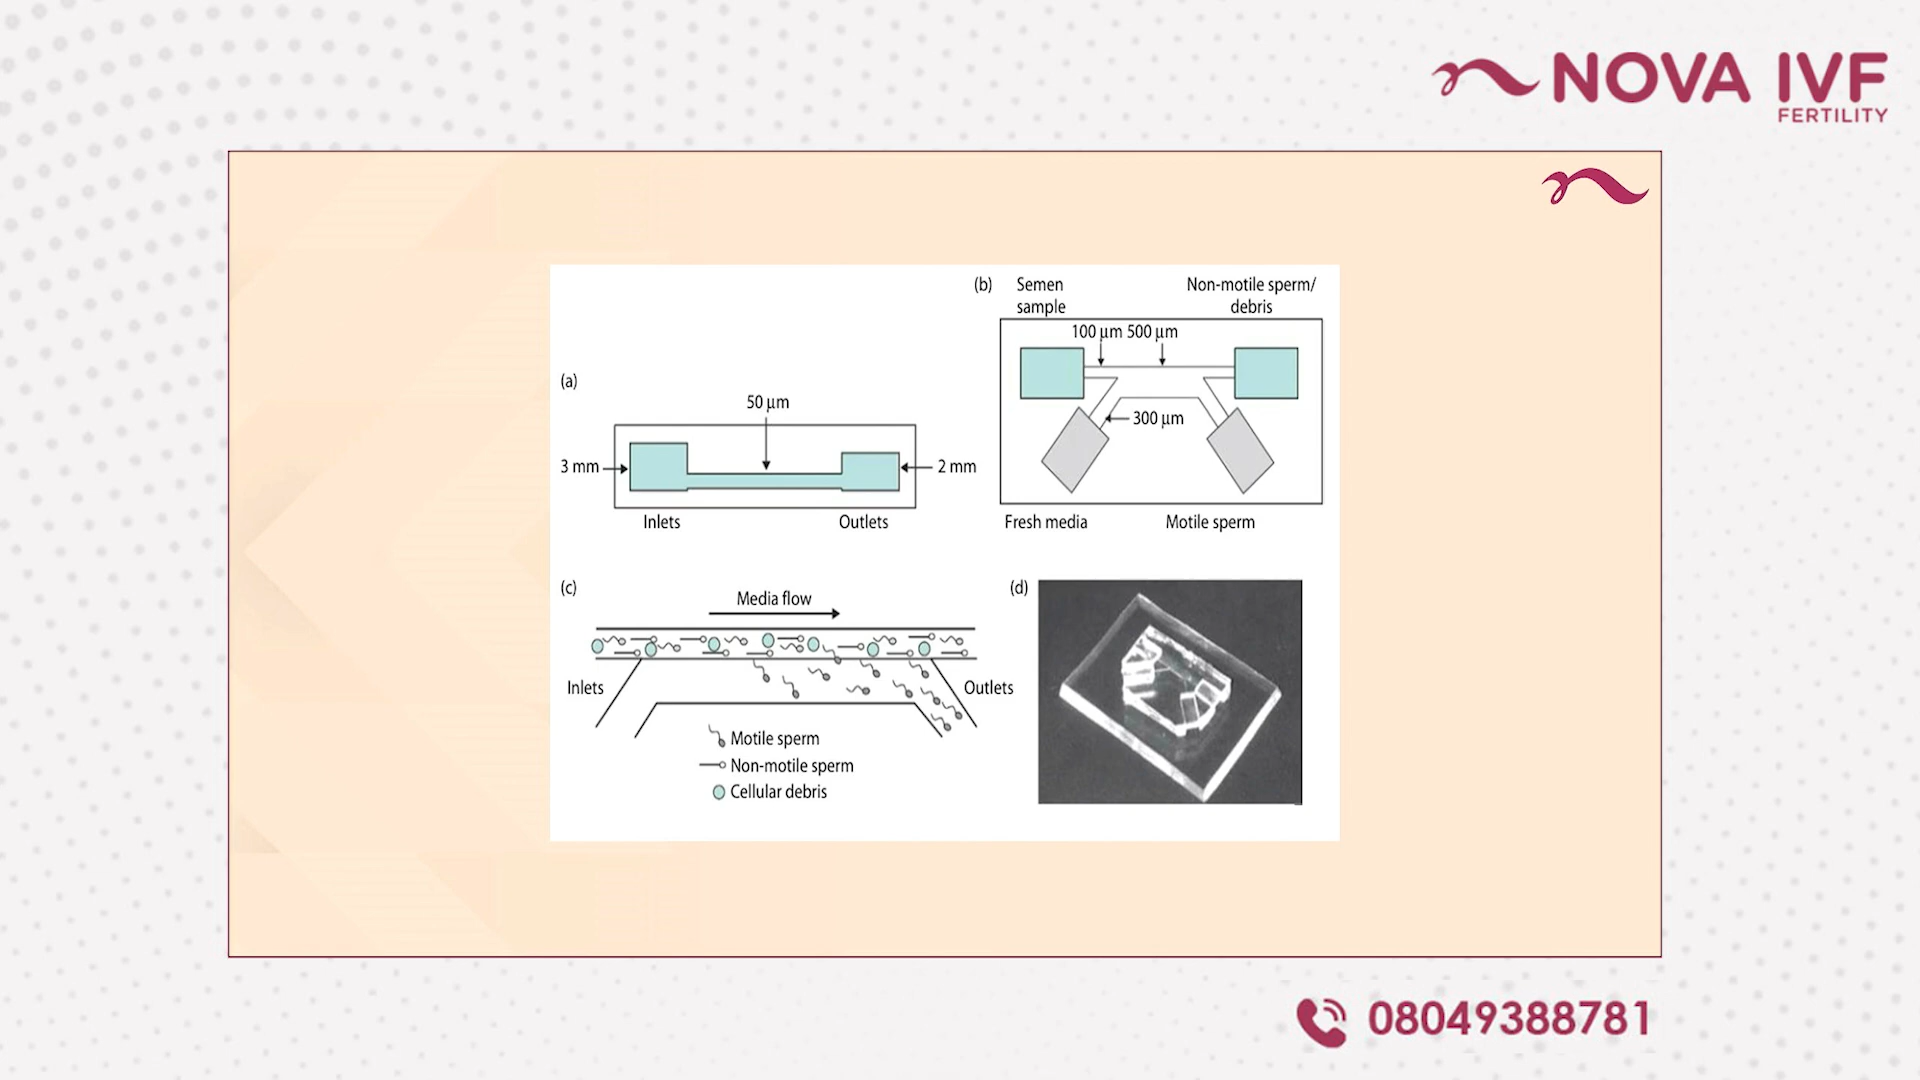 NOVA IVF
FERTILITY
(a)
50 µm
3 mm
2 mm
Inlets
Outlets
(b)
Semen
sample
Non-motile sperm/
debris
100 µm 500 µm
300 µm
Fresh media
Motile sperm
(c)
Media flow
Inlets
Outlets
Motile sperm
Non-motile sperm
Cellular debris
(d)
08049388781